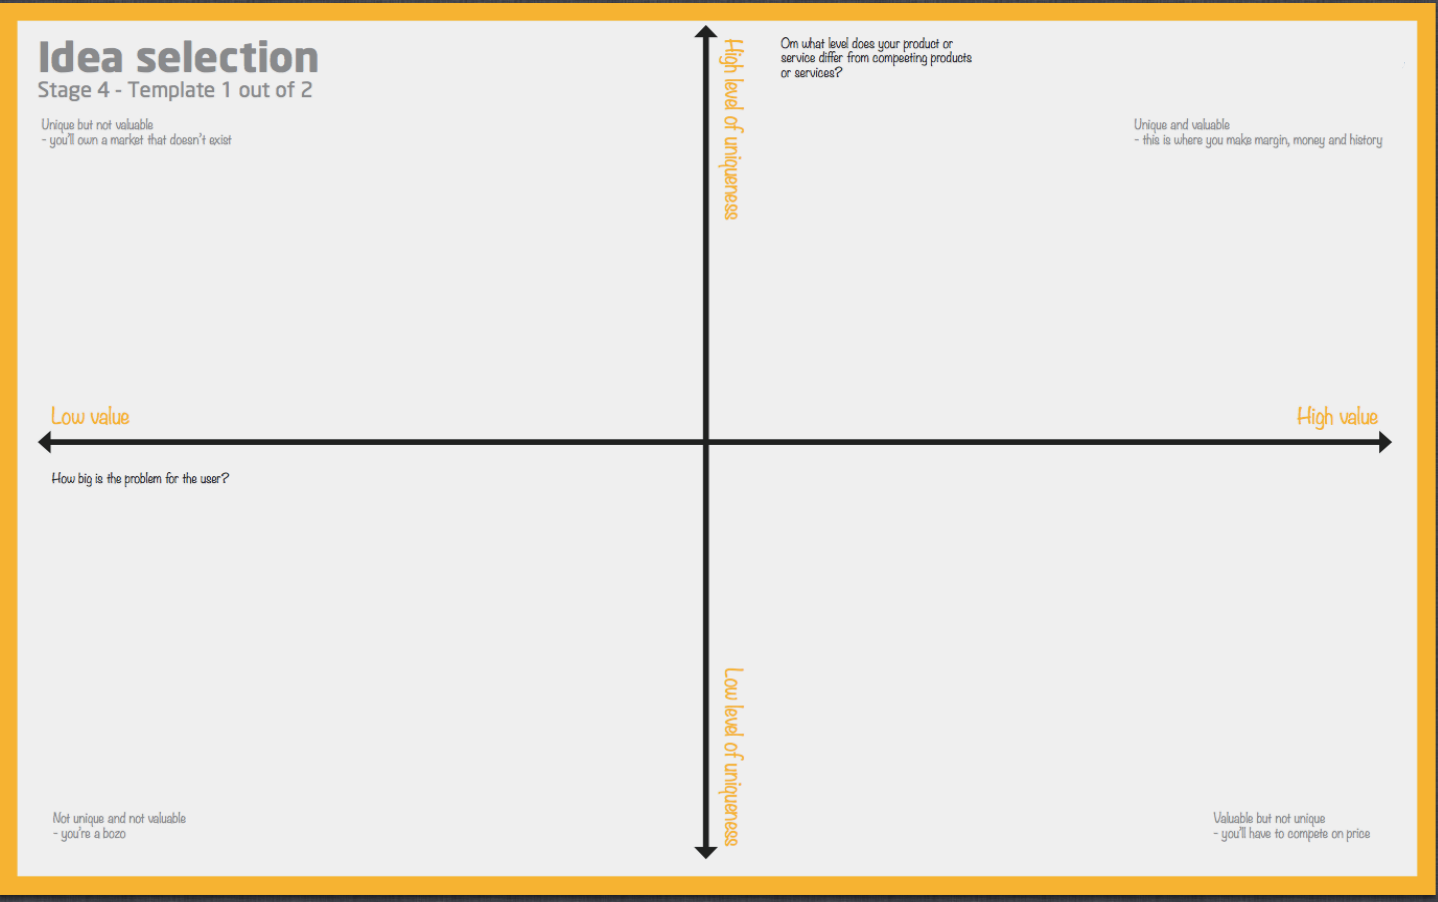 Idea selection
Stage 4 - Template 1 out of 2
Unique but not valuable
- you'll own a market that doesn't exist
High level of uniqueness
Om what level does your product or
service differ from compeeting products
or services?
Unique and valuable
- this is where you make margin, money and history
Low value
High value
How big is the problem for the user?
Low level of uniqueness
Not unique and not valuable
- you're a bozo
Valuable but not unique
- you'll have to compete on price